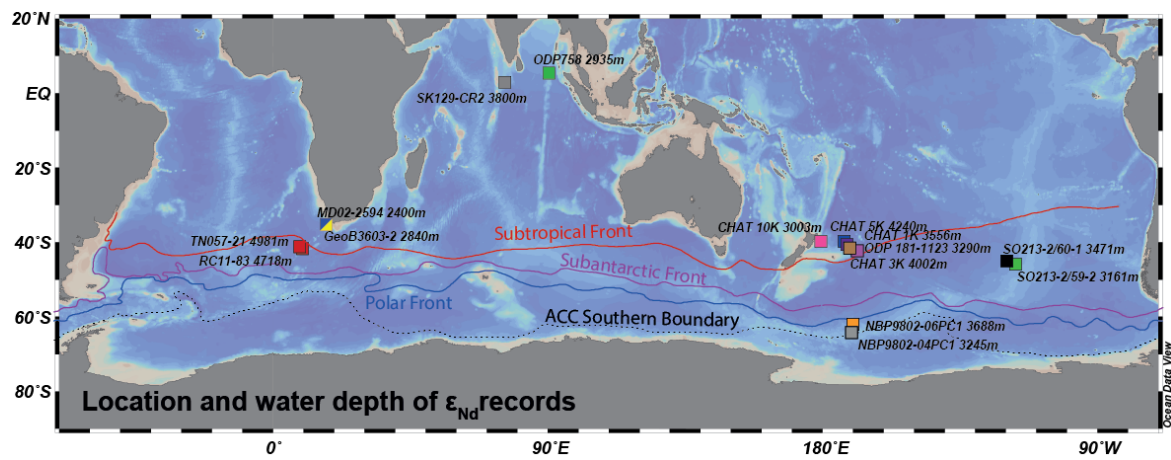 20°N
EQ
20°S
40°S
60°S
80°S
ODP758 2935m
SK129-CR2 3800m
MD02-2594 2400m
GeoB3603-2 2840m
TN057-21 4981m
RC11-83 4718m
Subtropical Front
Subantarctic Front
Polar Front
ACC Southern Boundary
CHAT 10K 3003m
CHAT 5K 4240m
CHAT 1K 3556m
ODP 181-1123 3290m
CHAT 3K 4002m
SO213-2/60-1 3471m
SO213-2/59-2 3161m
NBP9802-06PC1 3688m
NBP9802-04PC1 3245m
Location and water depth of εNd records
Ocean Data View
0°
90°E
180°E
90°W